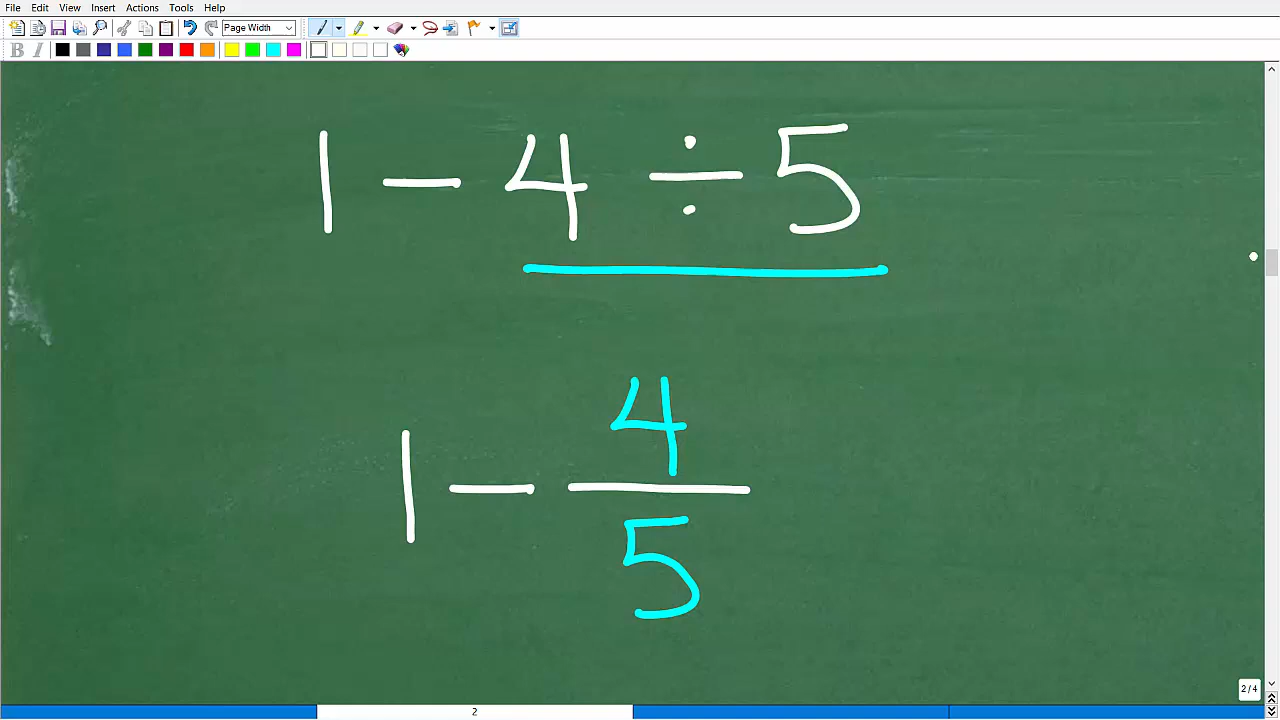 File Edit View Insert Actions Tools Help
Page Width
B I
1 - 4 ÷ 5
1 - 4/5
2/4
2